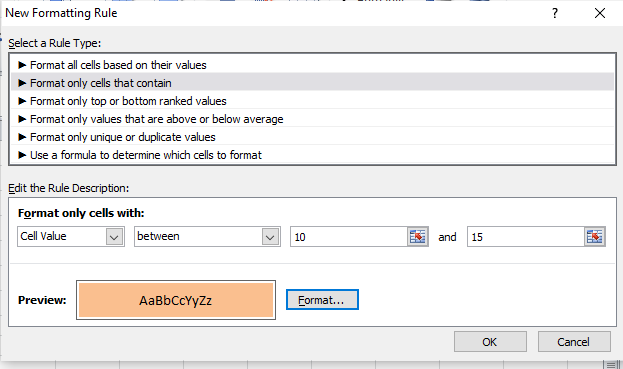 New Formatting Rule ? ×
Select a Rule Type:
► Format all cells based on their values
► Format only cells that contain
► Format only top or bottom ranked values
► Format only values that are above or below average
► Format only unique or duplicate values
► Use a formula to determine which cells to format
Edit the Rule Description:
Format only cells with:
Cell Value between 10 and 15
Preview: AaBbCcYyZz Format...
OK Cancel